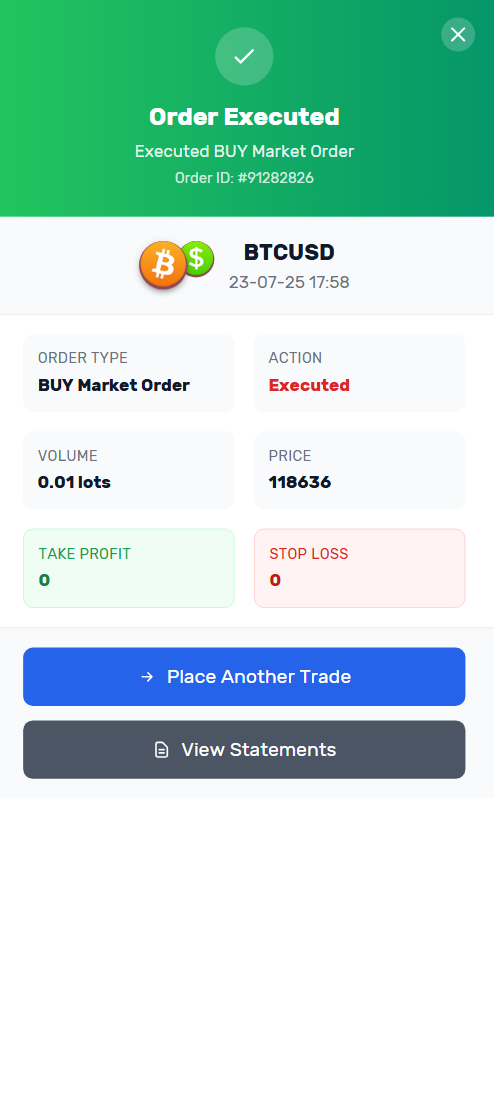 Order Executed
Executed BUY Market Order
Order ID: #91282826
BTCUSD
23-07-25 17:58
ORDER TYPE
BUY Market Order
ACTION
Executed
VOLUME
0.01 lots
PRICE
118636
TAKE PROFIT
0
STOP LOSS
0
Place Another Trade
View Statements